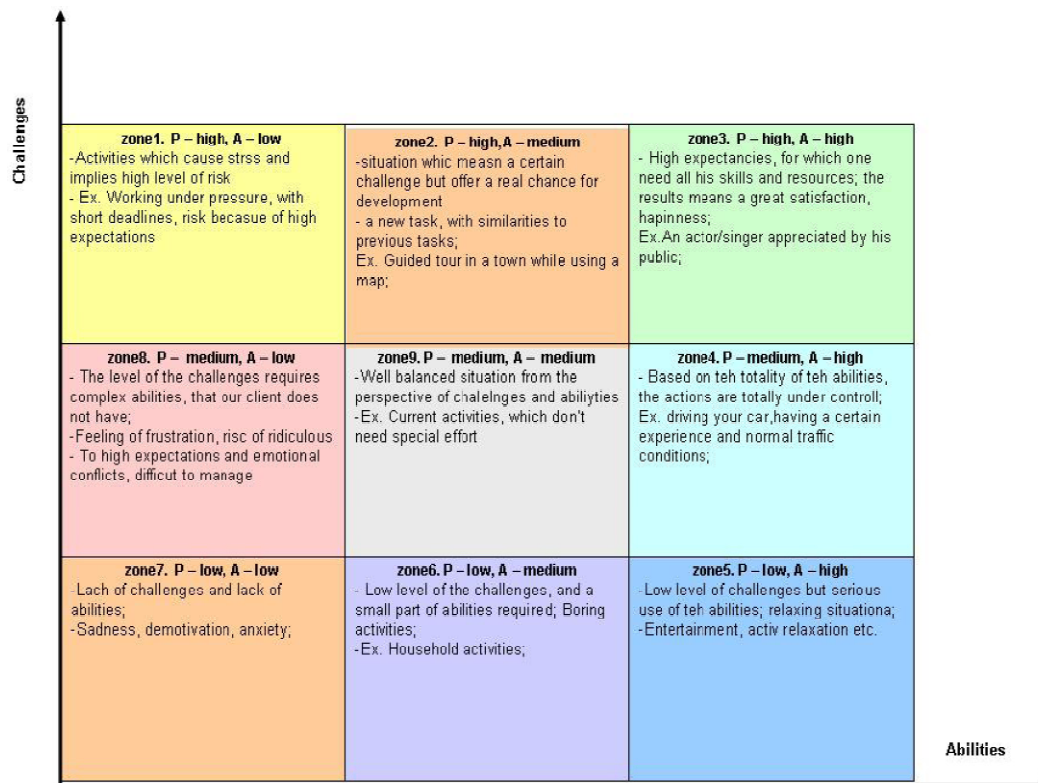 Challenges
zone1. P – high, A – low
-Activities which cause strss and
implies high level of risk
- Ex. Working under pressure, with
short deadlines, risk becasue of high
expectations
zone2. P – high,A – medium
-situation whic measn a certain
challenge but offer a real chance for
development
- a new task, with similarities to
previous tasks;
Ex. Guided tour in a town while using a
map;
zone3. P – high, A – high
- High expectancies, for which one
need all his skills and resources; the
results means a great satisfaction,
hapinness;
Ex.An actor/singer appreciated by his
public;
zone8. P – medium, A – low
- The level of the challenges requires
complex abilities, that our client does
not have;
-Feeling of frustration, risc of ridiculous
- To high expectations and emotional
conflicts, difficut to manage
zone9. P – medium, A – medium
-Well balanced situation from the
perspective of chalelnges and abiliyties
-Ex. Current activities, which don't
need special effort
zone4. P – medium, A – high
- Based on teh totality of teh abilities,
the actions are totally under controll;
Ex. driving your car,having a certain
experience and normal traffic
conditions;
zone7. P – low, A – low
-Lach of challenges and lack of
abilities;
-Sadness, demotivation, anxiety;
zone6. P – low, A – medium
- Low level of the challenges, and a
small part of abilities required; Boring
activities;
-Ex. Household activities;
zone5. P – low, A – high
-Low level of challenges but serious
use of teh abilities; relaxing situationa;
-Entertainment, activ relaxation etc.
Abilities